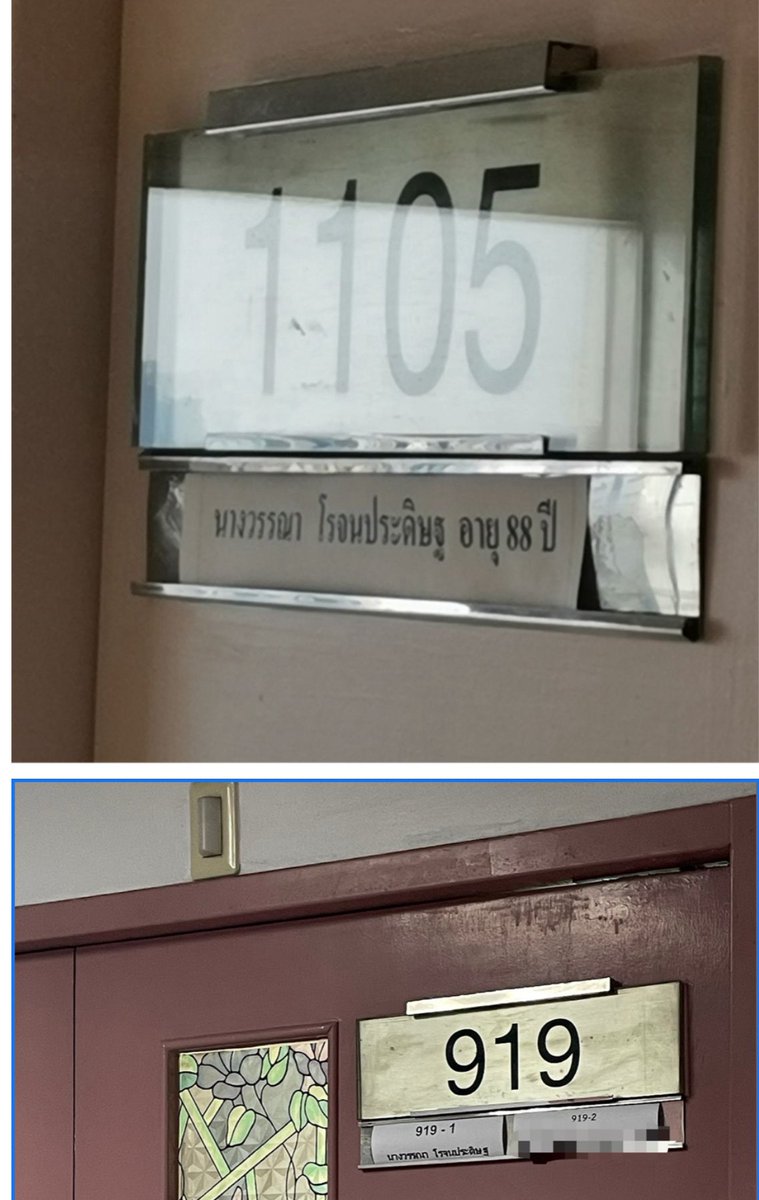 1105
นางวรรณา โรจนประดิษฐ อายุ 88 ปี
919
919 - 1
919-2
นางวรรณา โรจนประดิษฐ